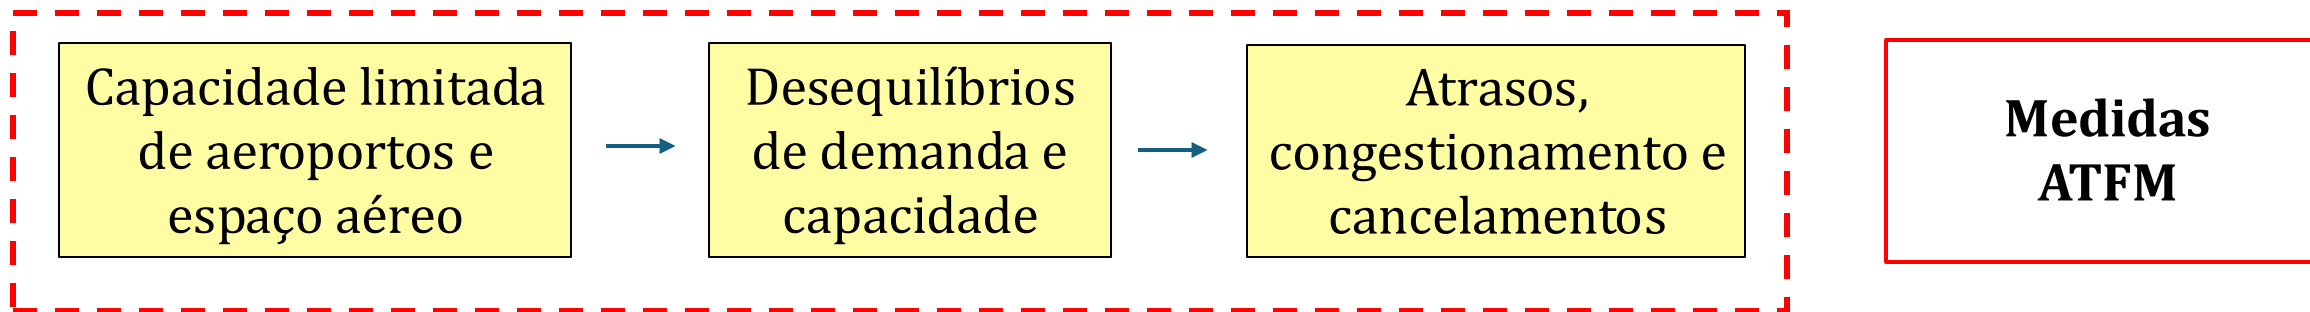 Capacidade limitada
de aeroportos e
espaço aéreo
Desequilíbrios
de demanda e
capacidade
Atrasos,
congestionamento e
cancelamentos
Medidas
ATFM